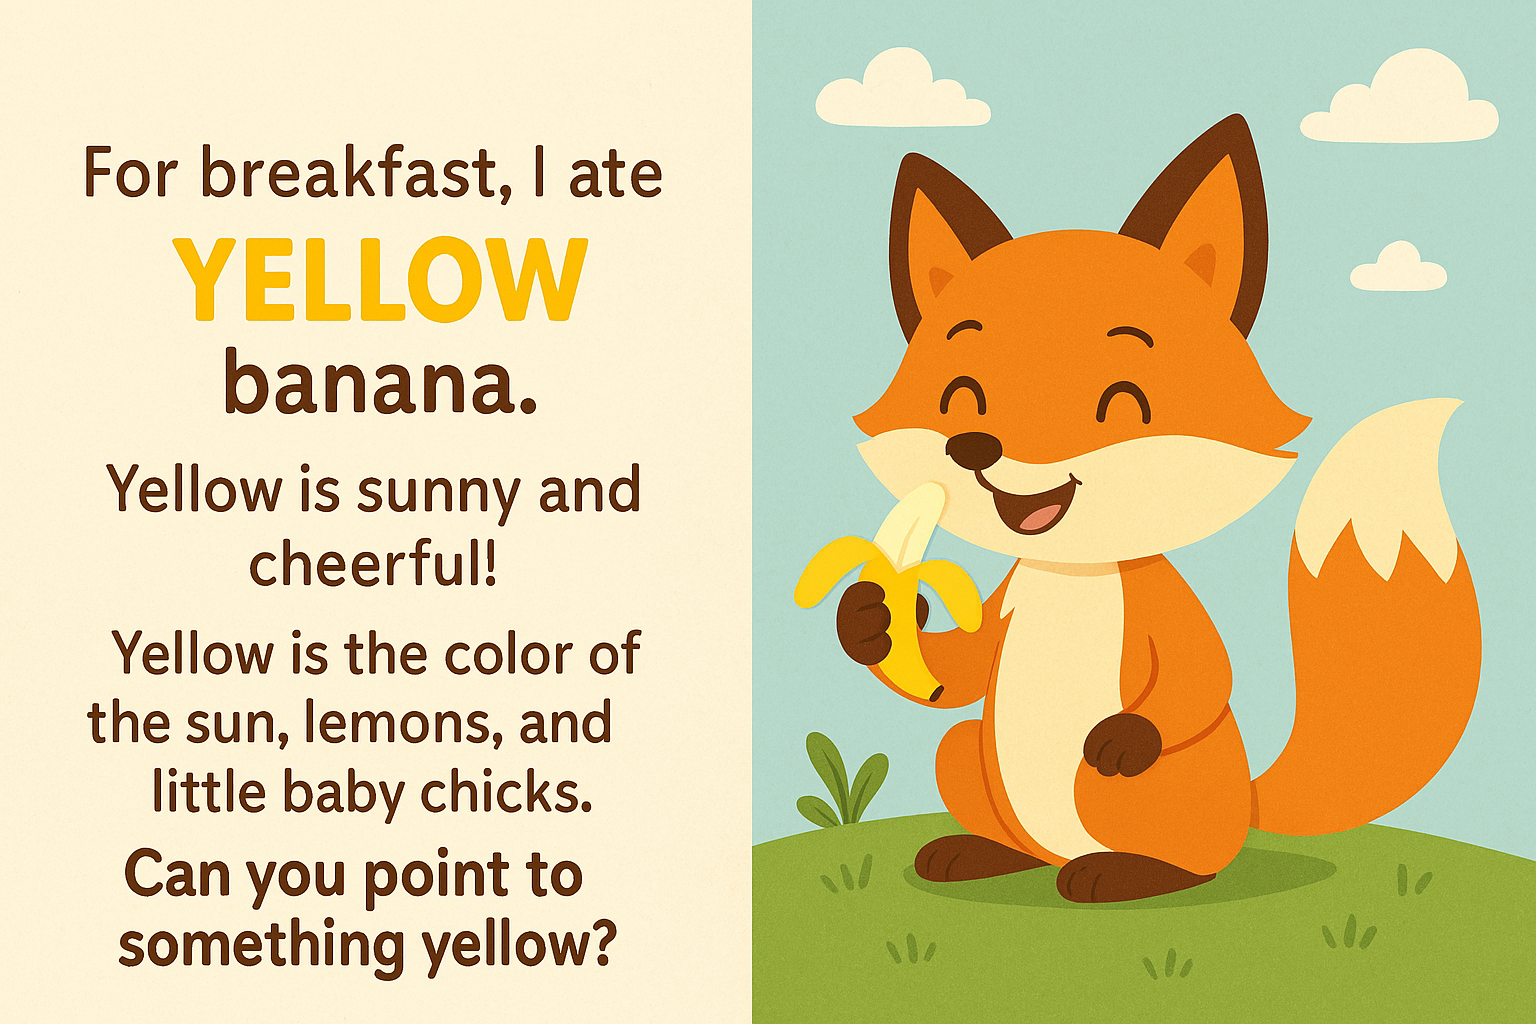 For breakfast, I ate
YELLOW
banana.
Yellow is sunny and
cheerful!
Yellow is the color of
the sun, lemons, and
little baby chicks.
Can you point to
something yellow?